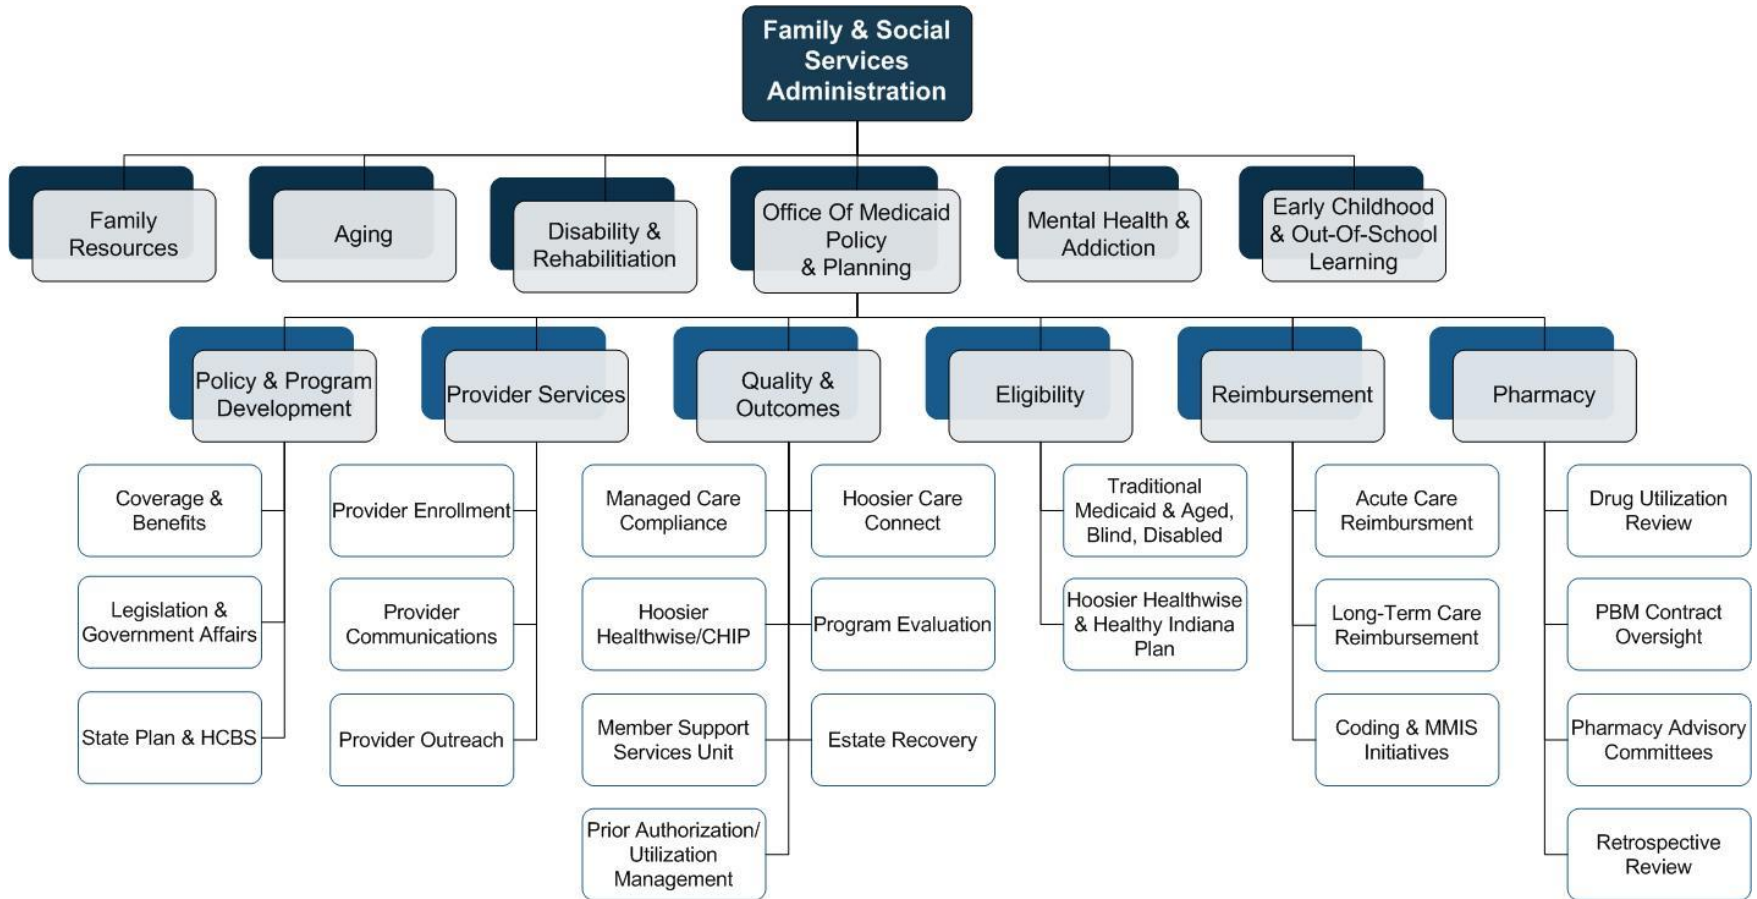 Family & Social
Services
Administration
Family
Resources
Aging
Disability &
Rehabilitiation
Office Of Medicaid
Policy
& Planning
Mental Health &
Addiction
Early Childhood
& Out-Of-School
Learning
Policy & Program
Development
Provider Services
Quality &
Outcomes
Eligibility
Reimbursement
Pharmacy
Coverage &
Benefits
Legislation &
Government Affairs
State Plan & HCBS
Provider Enrollment
Provider
Communications
Provider Outreach
Managed Care
Compliance
Hoosier
Healthwise/CHIP
Member Support
Services Unit
Prior Authorization/
Utilization
Management
Hoosier Care
Connect
Program Evaluation
Estate Recovery
Traditional
Medicaid & Aged,
Blind, Disabled
Hoosier Healthwise
& Healthy Indiana
Plan
Acute Care
Reimbursment
Long-Term Care
Reimbursement
Coding & MMIS
Initiatives
Drug Utilization
Review
PBM Contract
Oversight
Pharmacy Advisory
Committees
Retrospective
Review